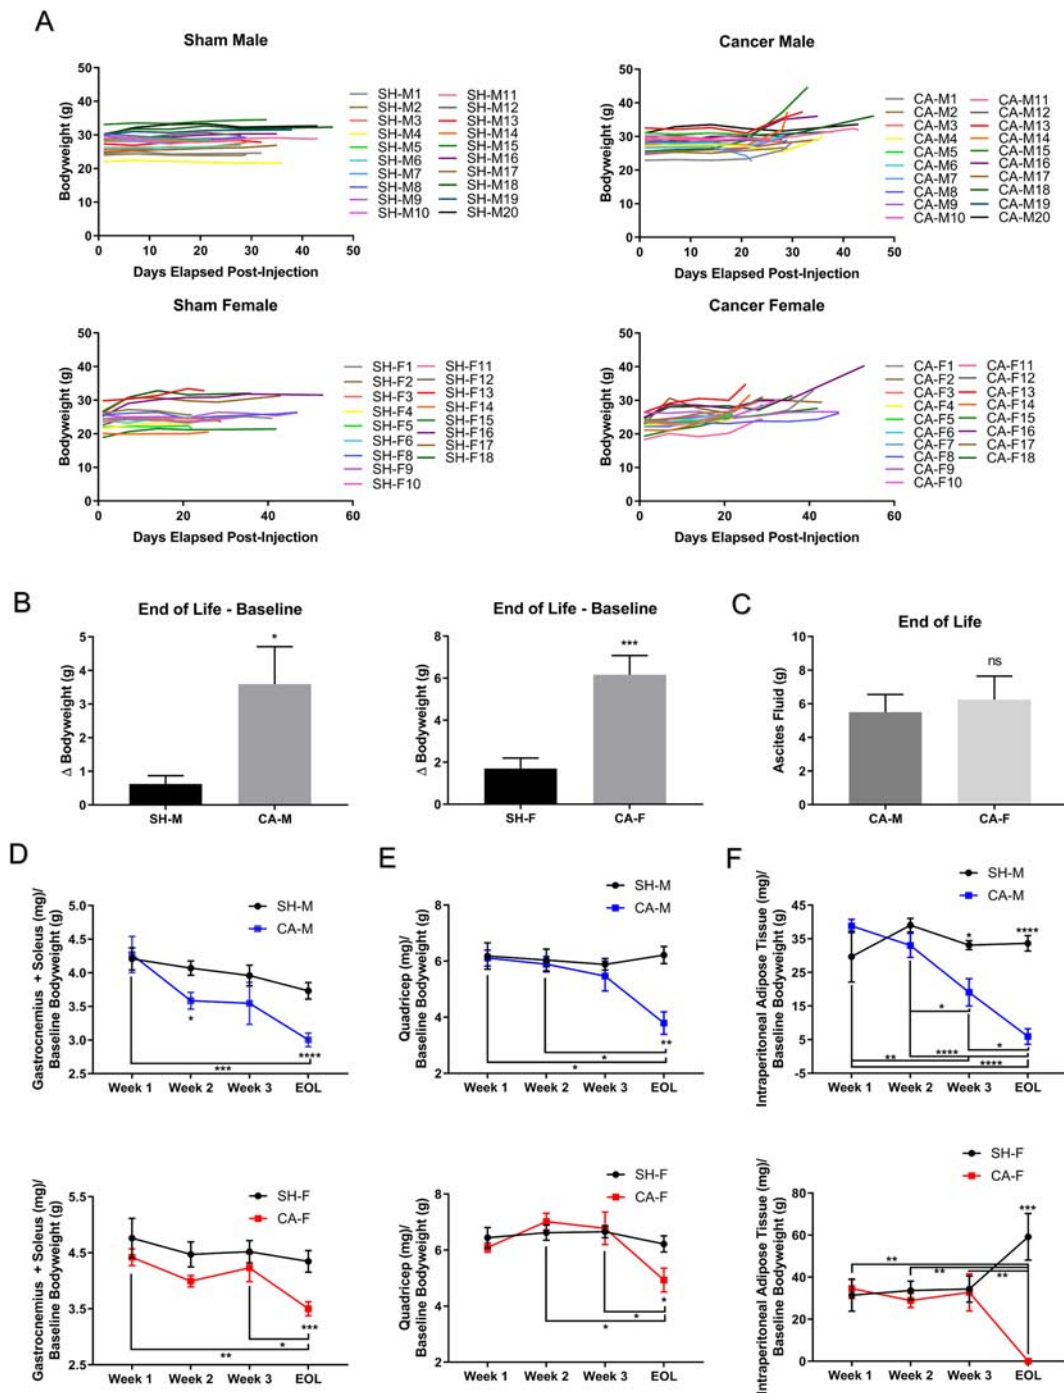 A
Sham Male
Bodyweight (g)
50
40
30
20
10
0
0 10 20 30 40 50
Days Elapsed Post-Injection
SH-M1 SH-M11
SH-M2 SH-M12
SH-M3 SH-M13
SH-M4 SH-M14
SH-M5 SH-M15
SH-M6 SH-M16
SH-M7 SH-M17
SH-M8 SH-M18
SH-M9 SH-M19
SH-M10 SH-M20
Cancer Male
Bodyweight (g)
50
40
30
20
10
0
0 10 20 30 40 50
Days Elapsed Post-Injection
CA-M1 CA-M11
CA-M2 CA-M12
CA-M3 CA-M13
CA-M4 CA-M14
CA-M5 CA-M15
CA-M6 CA-M16
CA-M7 CA-M17
CA-M8 CA-M18
CA-M9 CA-M19
CA-M10 CA-M20
Sham Female
Bodyweight (g)
50
40
30
20
10
0
0 20 40 60
Days Elapsed Post-Injection
SH-F1 SH-F11
SH-F2 SH-F12
SH-F3 SH-F13
SH-F4 SH-F14
SH-F5 SH-F15
SH-F6 SH-F16
SH-F8 SH-F17
SH-F9 SH-F18
SH-F10
Cancer Female
Bodyweight (g)
50
40
30
20
10
0
0 20 40 60
Days Elapsed Post-Injection
CA-F1 CA-F11
CA-F2 CA-F12
CA-F3 CA-F13
CA-F4 CA-F14
CA-F5 CA-F15
CA-F6 CA-F16
CA-F7 CA-F17
CA-F8 CA-F18
CA-F9
CA-F10
B
End of Life - Baseline
Δ Bodyweight (g)
5
4
3
2
1
0
*
SH-M CA-M
End of Life - Baseline
Δ Bodyweight (g)
8
6
4
2
0
***
SH-F CA-F
C
End of Life
Ascites Fluid (g)
10
8
6
4
2
0
ns
CA-M CA-F
D
Gastrocnemius + Soleus (mg)/
Baseline Bodyweight (g)
SH-M
CA-M
5.0
4.5
4.0
3.5
3.0
2.5
*
****
***
Week 1 Week 2 Week 3 EOL
E
Quadricep (mg)/
Baseline Bodyweight (g)
SH-M
CA-M
8
6
4
2
**
*
*
Week 1 Week 2 Week 3 EOL
F
Intraperitoneal Adipose Tissue (mg)/
Baseline Bodyweight (g)
SH-M
CA-M
45
35
25
15
5
-5
*
****
*
*
**
****
****
Week 1 Week 2 Week 3 EOL
Gastrocnemius + Soleus (mg)/
Baseline Bodyweight (g)
SH-F
CA-F
5.5
4.5
3.5
2.5
***
*
**
Week 1 Week 2 Week 3 EOL
Quadricep (mg)/
Baseline Bodyweight (g)
SH-F
CA-F
8
6
4
2
*
*
*
Week 1 Week 2 Week 3 EOL
Intraperitoneal Adipose Tissue (mg)/
Baseline Bodyweight (g)
SH-F
CA-F
80
60
40
20
0
***
**
**
**
Week 1 Week 2 Week 3 EOL